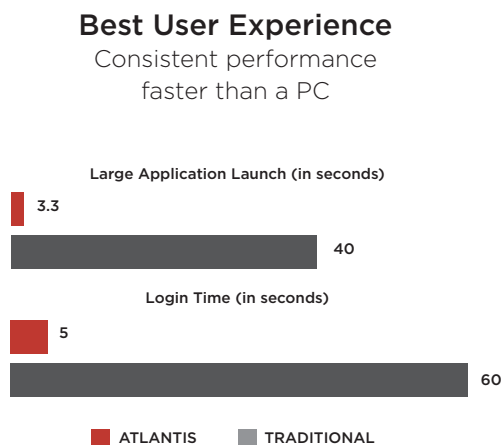 Best User Experience
Consistent performance
faster than a PC
Large Application Launch (in seconds)
3.3
40
Login Time (in seconds)
5
60
ATLANTIS TRADITIONAL